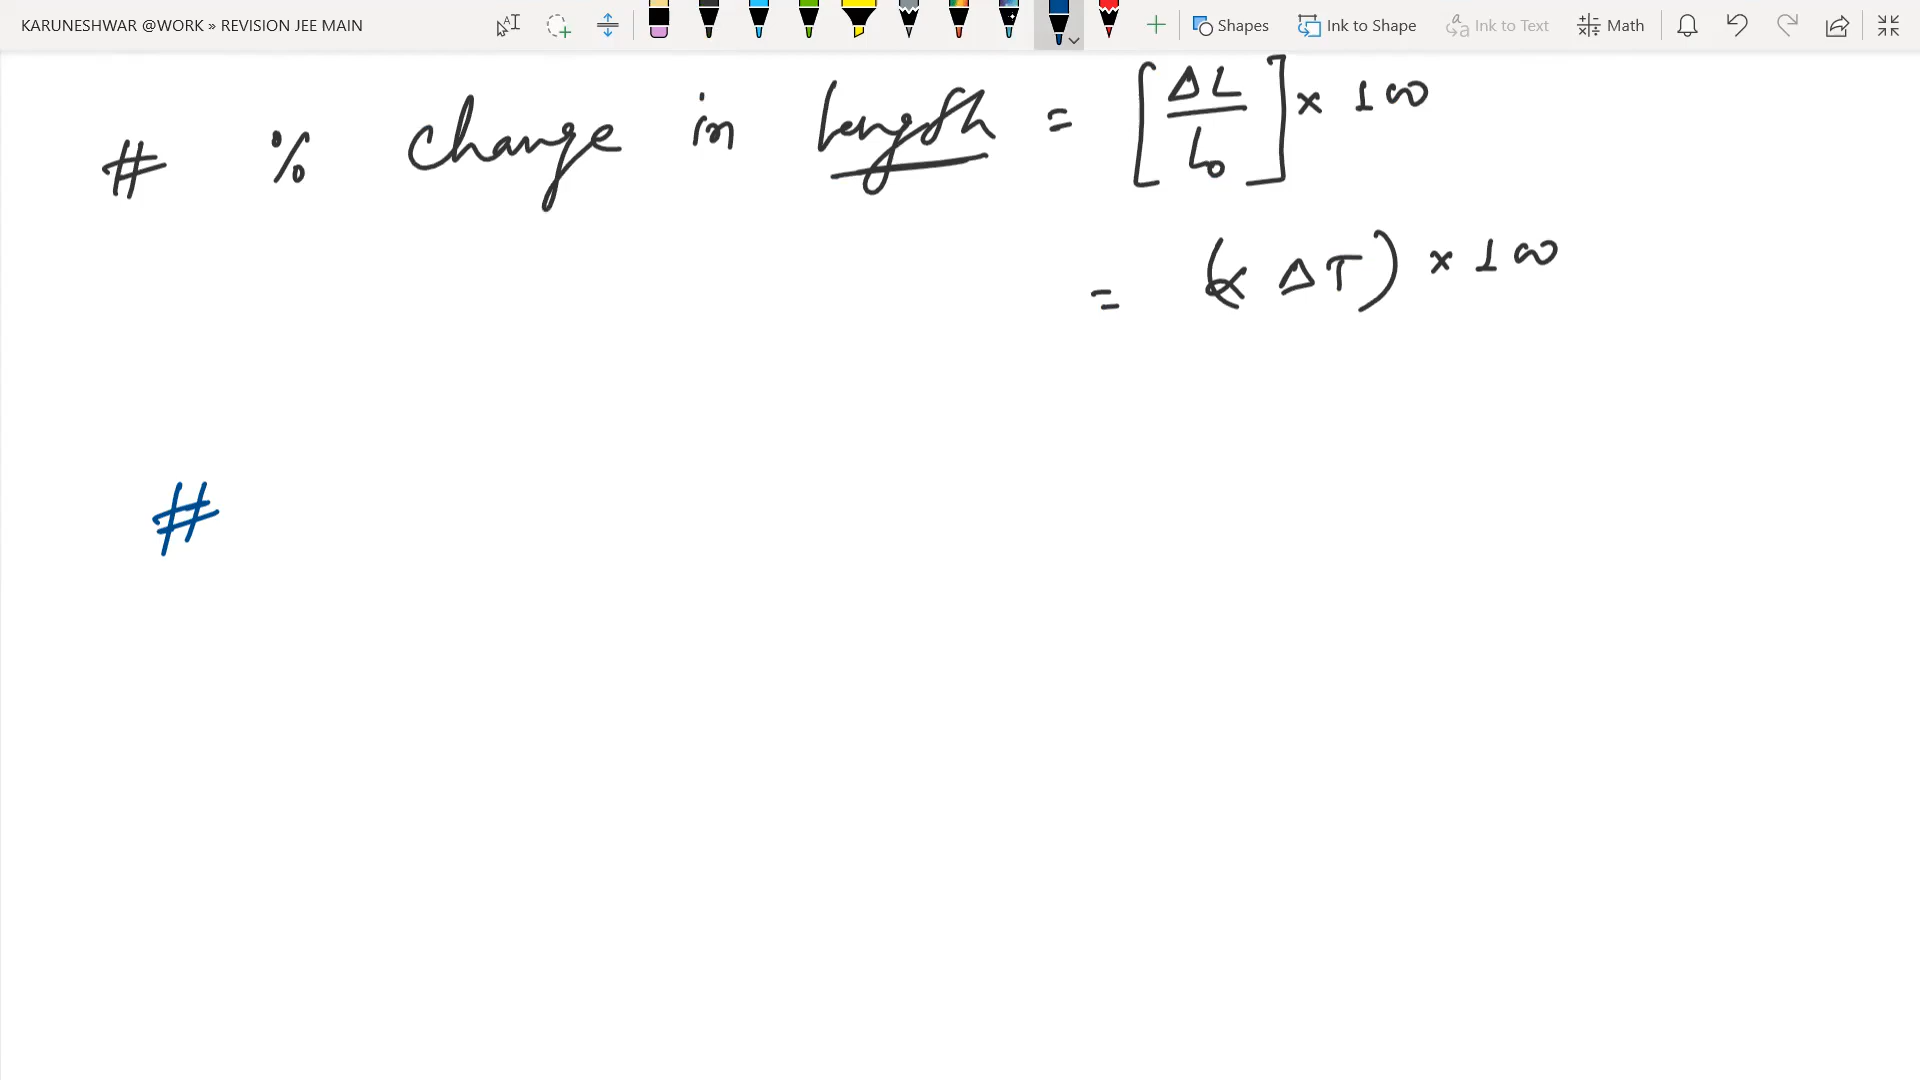 KARUNESHWAR @WORK » REVISION JEE MAIN
Shapes
Ink to Shape
Ink to Text
Math
# % change in length = [ΔL/L₀] × 100
= (α ΔT) × 100
#